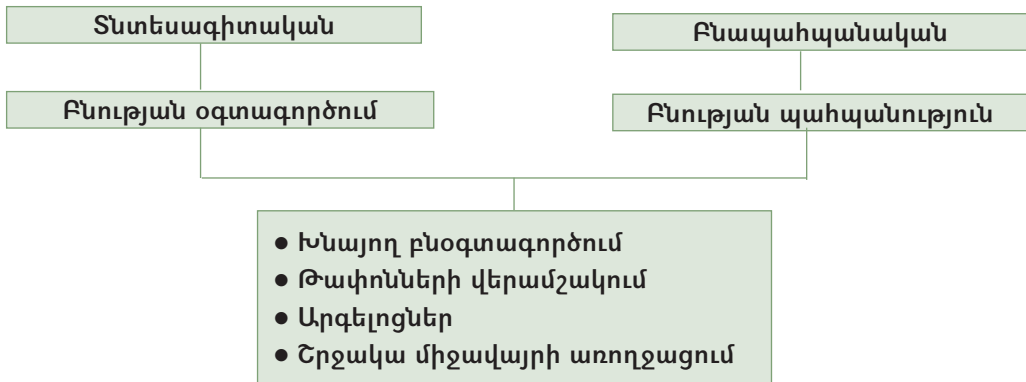 Տնտեսագիտական
Բնապահպանական
Բնության օգտագործում
Բնության պահպանություն
● Խնայող բնօգտագործում
● Թափոնների վերամշակում
● Արգելոցներ
● Շրջակա միջավայրի առողջացում